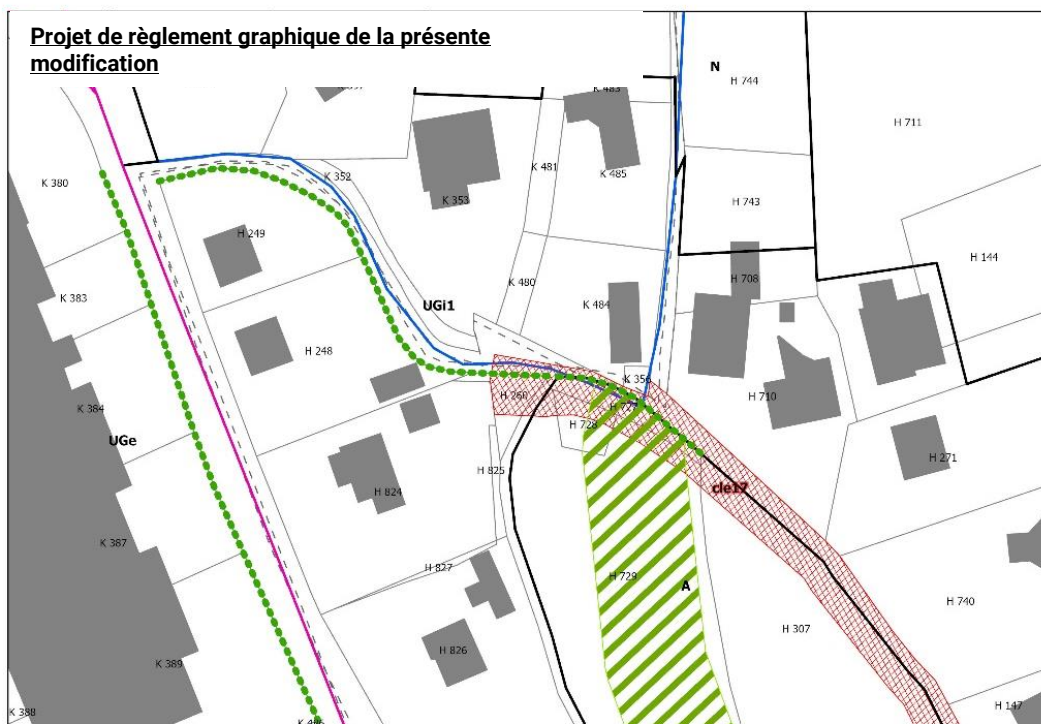 Projet de règlement graphique de la présente
modification
N
H 744
K 483
H 711
K 380
K 352
K 481
K 485
K 353
H 743
H 249
H 144
K 480
H 708
K 383
K 484
UGi1
H 248
K 356
K 384
H 260
H 710
UGe
H 728
H 271
H 825
cle17
H 824
K 387
H 827
H 729
A
H 740
H 307
H 826
K 389
H 147
K 388